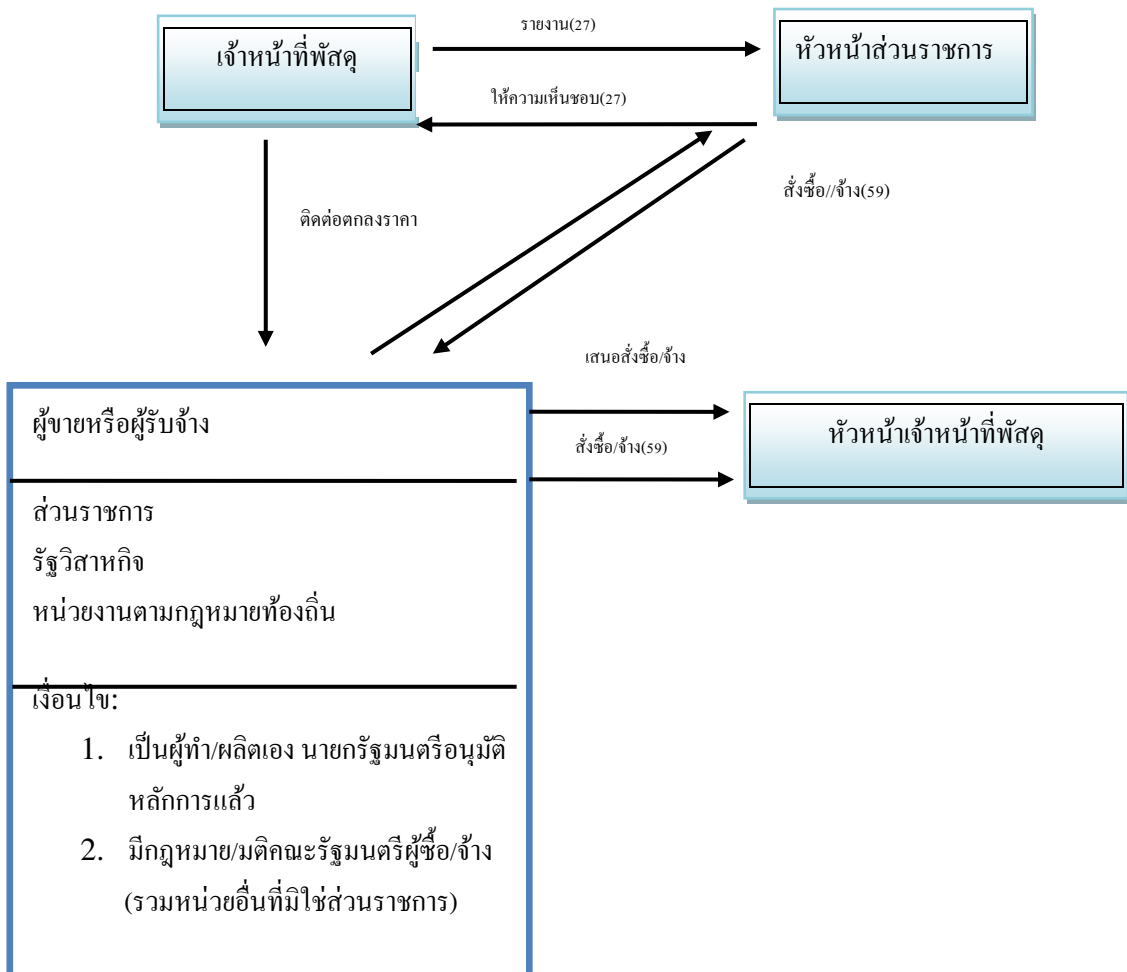 รายงาน(27)
เจ้าหน้าที่พัสดุ
หัวหน้าส่วนราชการ
ให้ความเห็นชอบ(27)
สั่งซื้อ//จ้าง(59)
ติดต่อตกลงราคา
เสนอสั่งซื้อ/จ้าง
ผู้ขายหรือผู้รับจ้าง
หัวหน้าเจ้าหน้าที่พัสดุ
สั่งซื้อ/จ้าง(59)
ส่วนราชการ
รัฐวิสาหกิจ
หน่วยงานตามกฎหมายท้องถิ่น
เงื่อนไข:
1. เป็นผู้ทำ/ผลิตเอง นายกรัฐมนตรีอนุมัติ
หลักการแล้ว
2. มีกฎหมาย/มติคณะรัฐมนตรีผู้ซื้อ/จ้าง
(รวมหน่วยอื่นที่มิใช่ส่วนราชการ)